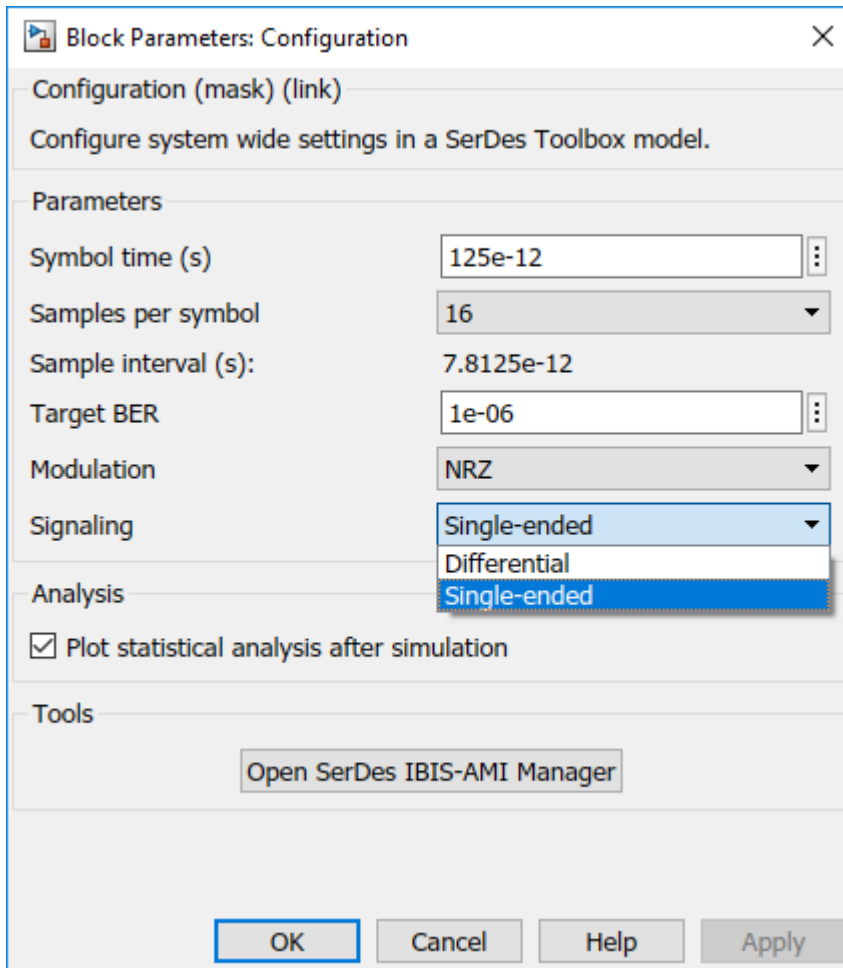 Block Parameters: Configuration
Configuration (mask) (link)
Configure system wide settings in a SerDes Toolbox model.
Parameters
Symbol time (s) 125e-12
Samples per symbol 16
Sample interval (s): 7.8125e-12
Target BER 1e-06
Modulation NRZ
Signaling Single-ended
Differential
Single-ended
Analysis
Plot statistical analysis after simulation
Tools
Open SerDes IBIS-AMI Manager
OK Cancel Help Apply